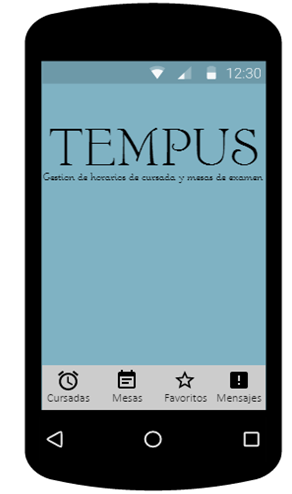 12:30
TEMPUS
Gestion de horarios de cursada y mesas de examen
Cursadas Mesas Favoritos Mensajes